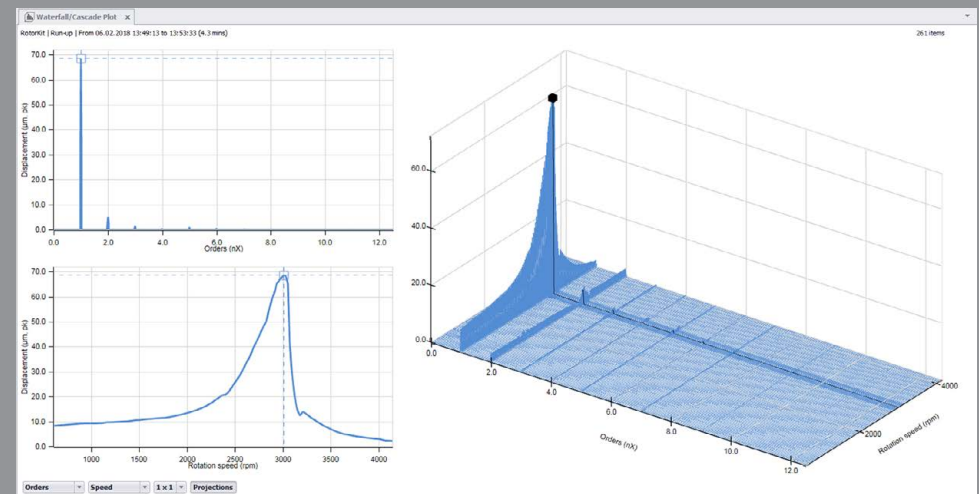 Waterfall/Cascade Plot x
RotorKit | Run-up | From 06.02.2018 13:49:13 to 13:53:33 (4.3 mins)
261 items
70.0
60.0
50.0
40.0
30.0
20.0
10.0
0.0
Displacement (µm, pk)
0.0 2.0 4.0 6.0 8.0 10.0 12.0
Orders (nX)
70.0
60.0
50.0
40.0
30.0
20.0
10.0
0.0
Displacement (µm, pk)
1000 1500 2000 2500 3000 3500 4000
Rotation speed (rpm)
60.0
40.0
20.0
0.0
0.0 2.0 4.0 6.0 8.0 10.0 12.0
Orders (nX)
2000 4000
Rotation speed (rpm)
Orders Speed 1 x 1 Projections